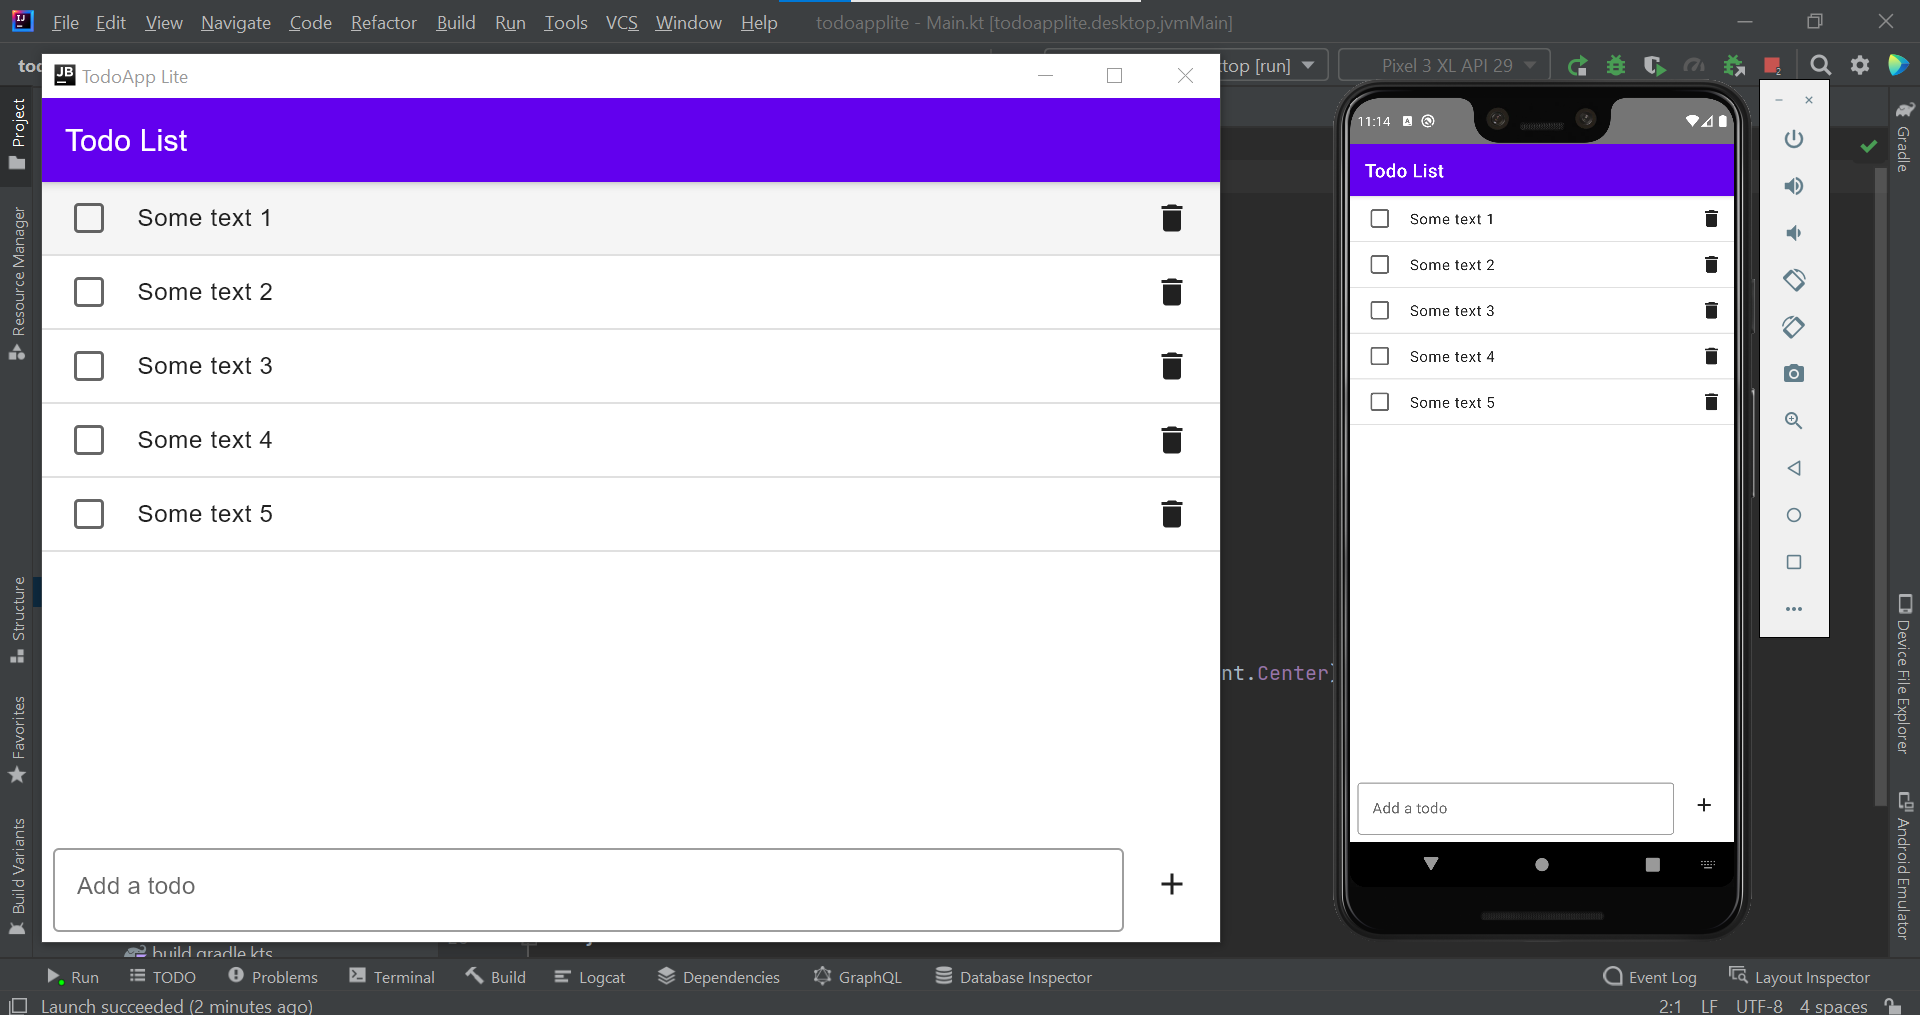 File Edit View Navigate Code Refactor Build Run Tools VCS Window Help todoapplite - Main.kt [todoapplite.desktop.jvmMain]
top [run] Pixel 3 XL API 29
JB TodoApp Lite
Todo List
Some text 1
Some text 2
Some text 3
Some text 4
Some text 5
Add a todo
11:14
Todo List
Some text 1
Some text 2
Some text 3
Some text 4
Some text 5
Add a todo
Project
Resource Manager
Structure
Favorites
Build Variants
nt.Center
Gradle
Device File Explorer
Android Emulator
build.gradle.kts
Run TODO Problems Terminal Build Logcat Dependencies GraphQL Database Inspector Event Log Layout Inspector
Launch succeeded (2 minutes ago) 2:1 LF UTF-8 4 spaces